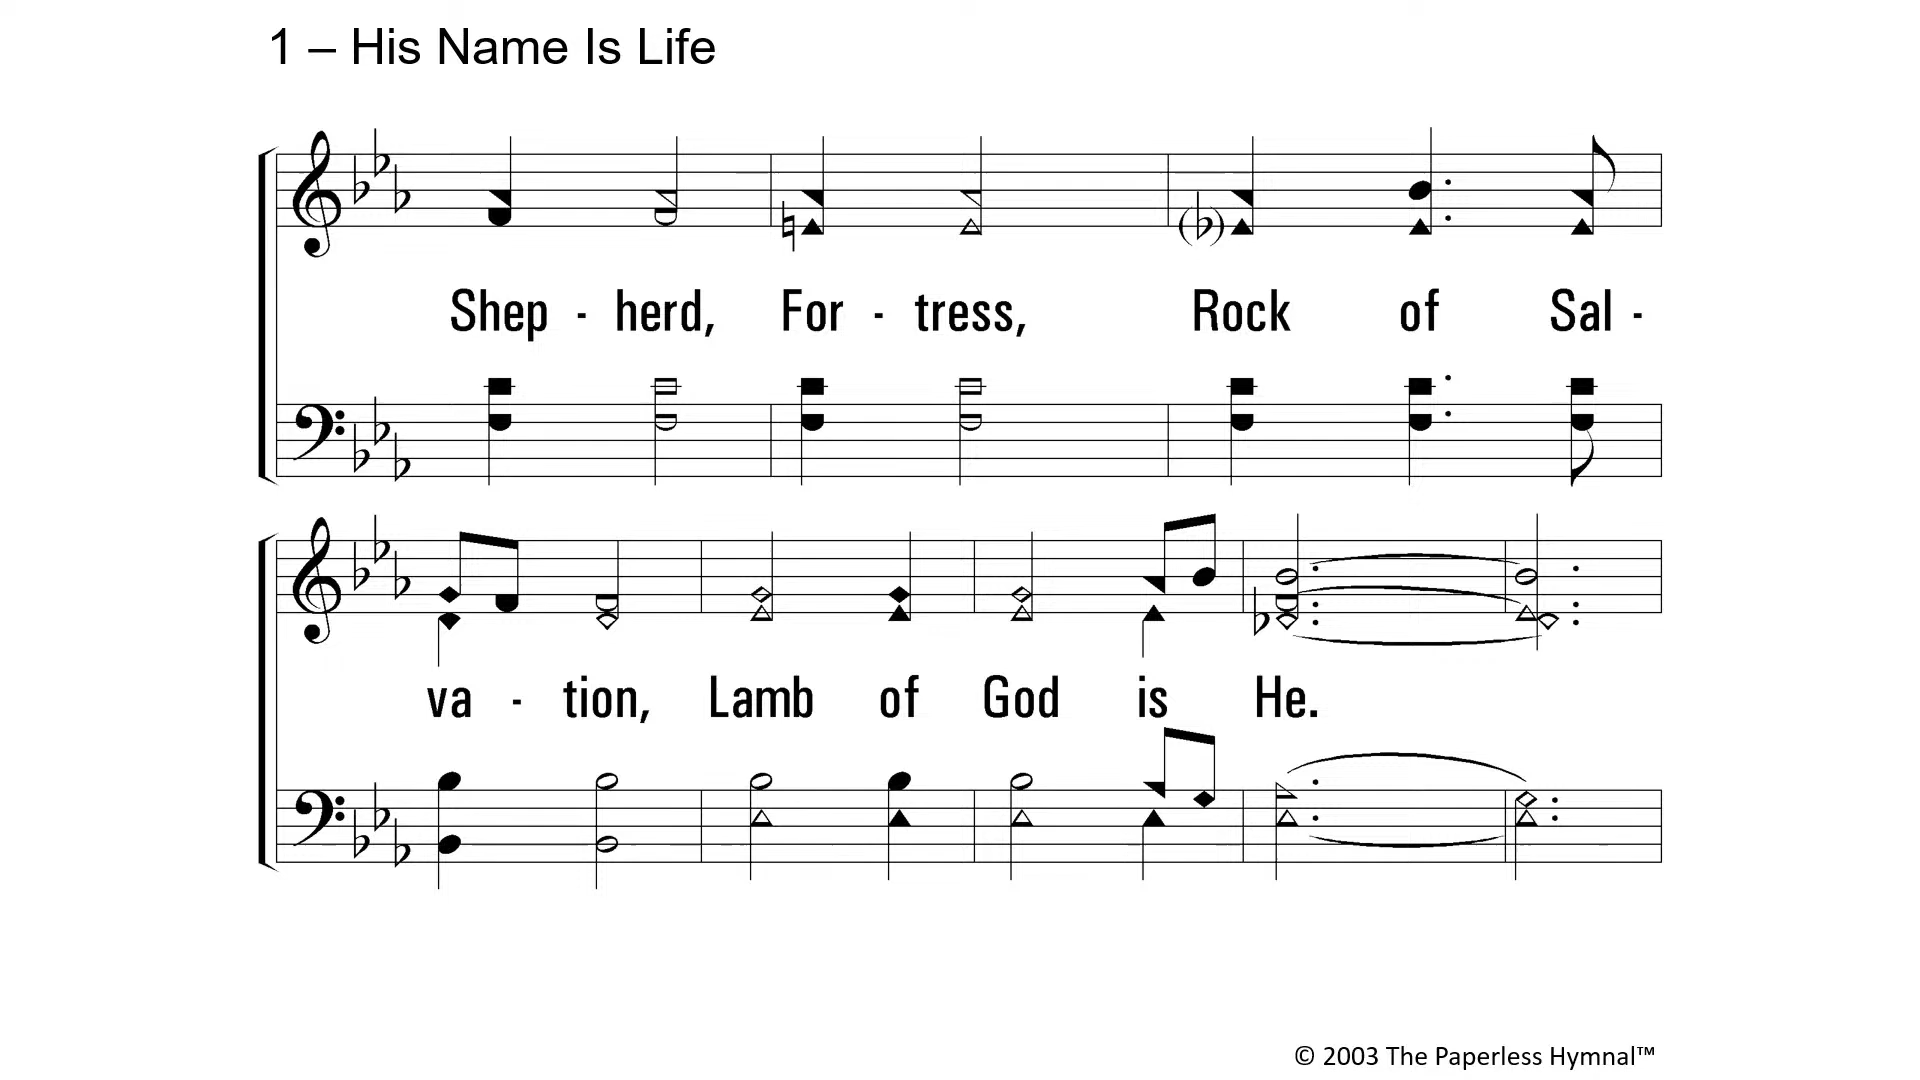 1 – His Name Is Life
Shep - herd, For - tress, Rock of Sal -
va - tion, Lamb of God is He.
© 2003 The Paperless Hymnal™